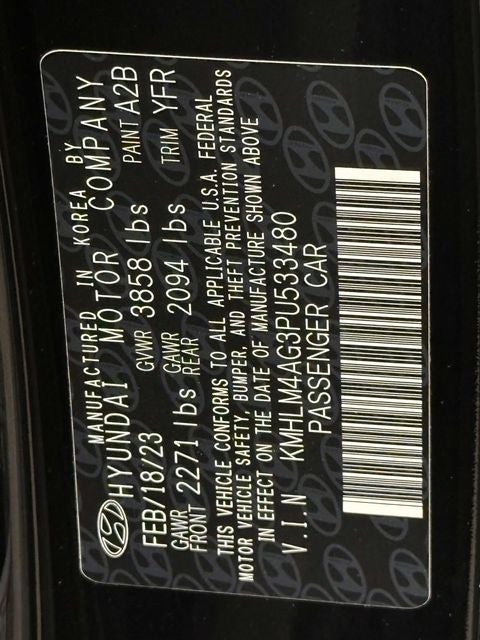 MANUFACTURED IN KOREA BY
HYUNDAI MOTOR COMPANY
FEB/18/23 GVWR 3858 lbs PAINT A2B
GAWR FRONT 2271 lbs GAWR REAR 2094 lbs TRIM YFR
THIS VEHICLE CONFORMS TO ALL APPLICABLE U.S.A. FEDERAL
MOTOR VEHICLE SAFETY, BUMPER, AND THEFT PREVENTION STANDARDS
IN EFFECT ON THE DATE OF MANUFACTURE SHOWN ABOVE
V.I.N KMHLM4AG3PU533480
PASSENGER CAR